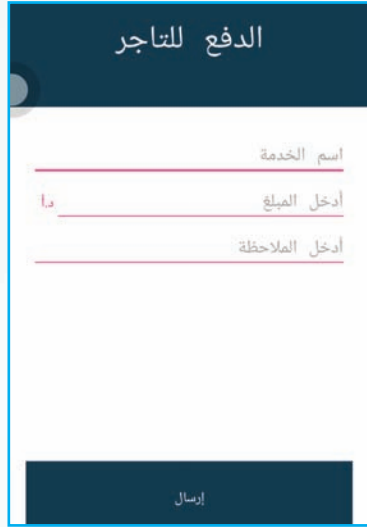 الدفع للتاجر
اسم الخدمة
أدخل المبلغ د.أ
أدخل الملاحظة
إرسال